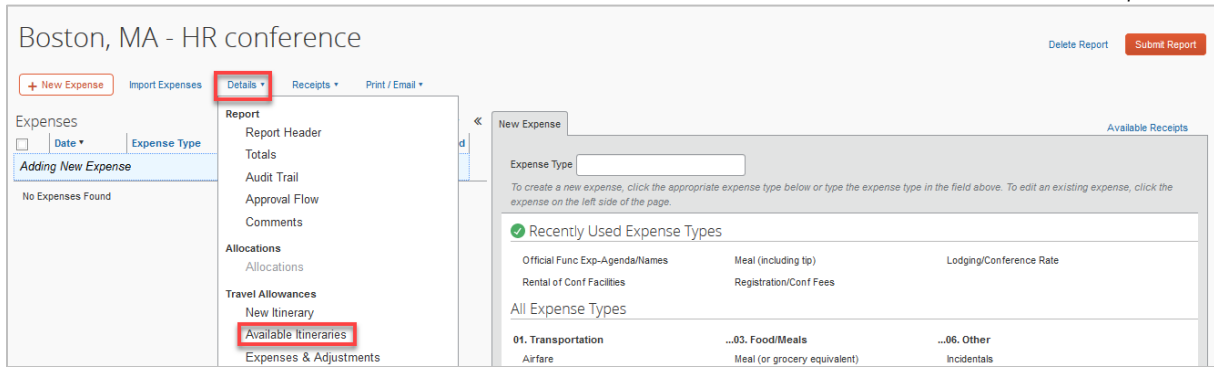 Boston, MA - HR conference
Delete Report
Submit Report
+ New Expense
Import Expenses
Details ▾
Receipts ▾
Print / Email ▾
Expenses
Date ▾
Expense Type
d
Adding New Expense
No Expenses Found
Report
Report Header
Totals
Audit Trail
Approval Flow
Comments
Allocations
Allocations
Travel Allowances
New Itinerary
Available Itineraries
Expenses & Adjustments
«
New Expense
Available Receipts
Expense Type
To create a new expense, click the appropriate expense type below or type the expense type in the field above. To edit an existing expense, click the
expense on the left side of the page.
Recently Used Expense Types
Official Func Exp-Agenda/Names
Meal (including tip)
Lodging/Conference Rate
Rental of Conf Facilities
Registration/Conf Fees
All Expense Types
01. Transportation
...03. Food/Meals
...06. Other
Airfare
Meal (or grocery equivalent)
Incidentals